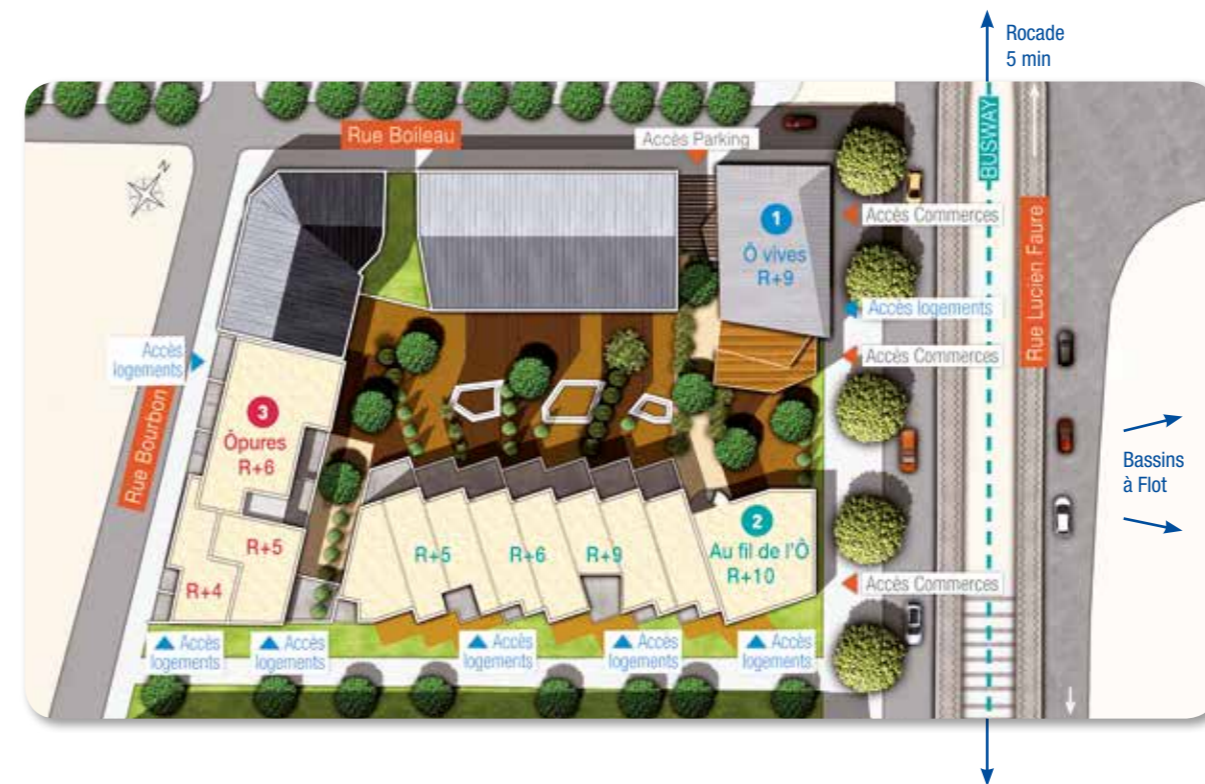 Rocade
5 min
BUSWAY
Rue Boileau
Accès Parking
N
1
Ô vives
R+9
Accès Commerces
Accès logements
Accès Commerces
Rue Lucien Faure
Accès
logements
Rue Bourbon
3
Ôpures
R+6
R+5
R+4
R+5
R+6
R+9
2
Au fil de l'Ô
R+10
Bassins
à Flot
Accès Commerces
Accès
logements
Accès
logements
Accès
logements
Accès
logements
Accès
logements